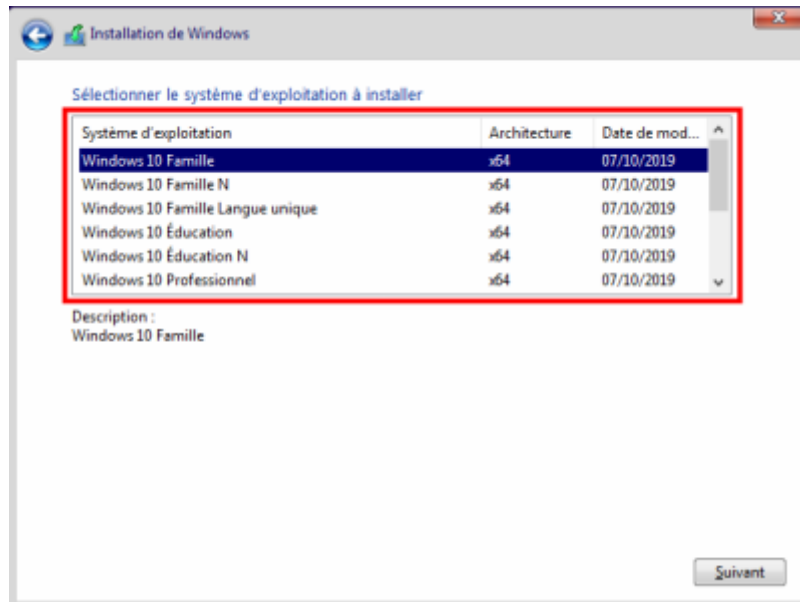 Installation de Windows
Sélectionner le système d'exploitation à installer
Système d'exploitation Architecture Date de mod...
Windows 10 Famille x64 07/10/2019
Windows 10 Famille N x64 07/10/2019
Windows 10 Famille Langue unique x64 07/10/2019
Windows 10 Éducation x64 07/10/2019
Windows 10 Éducation N x64 07/10/2019
Windows 10 Professionnel x64 07/10/2019
Description :
Windows 10 Famille
Suivant